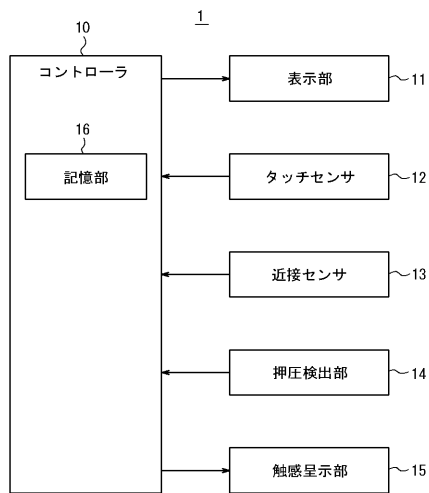 1
10
コントローラ
16
記憶部
表示部
11
タッチセンサ
12
近接センサ
13
押圧検出部
14
触感呈示部
15